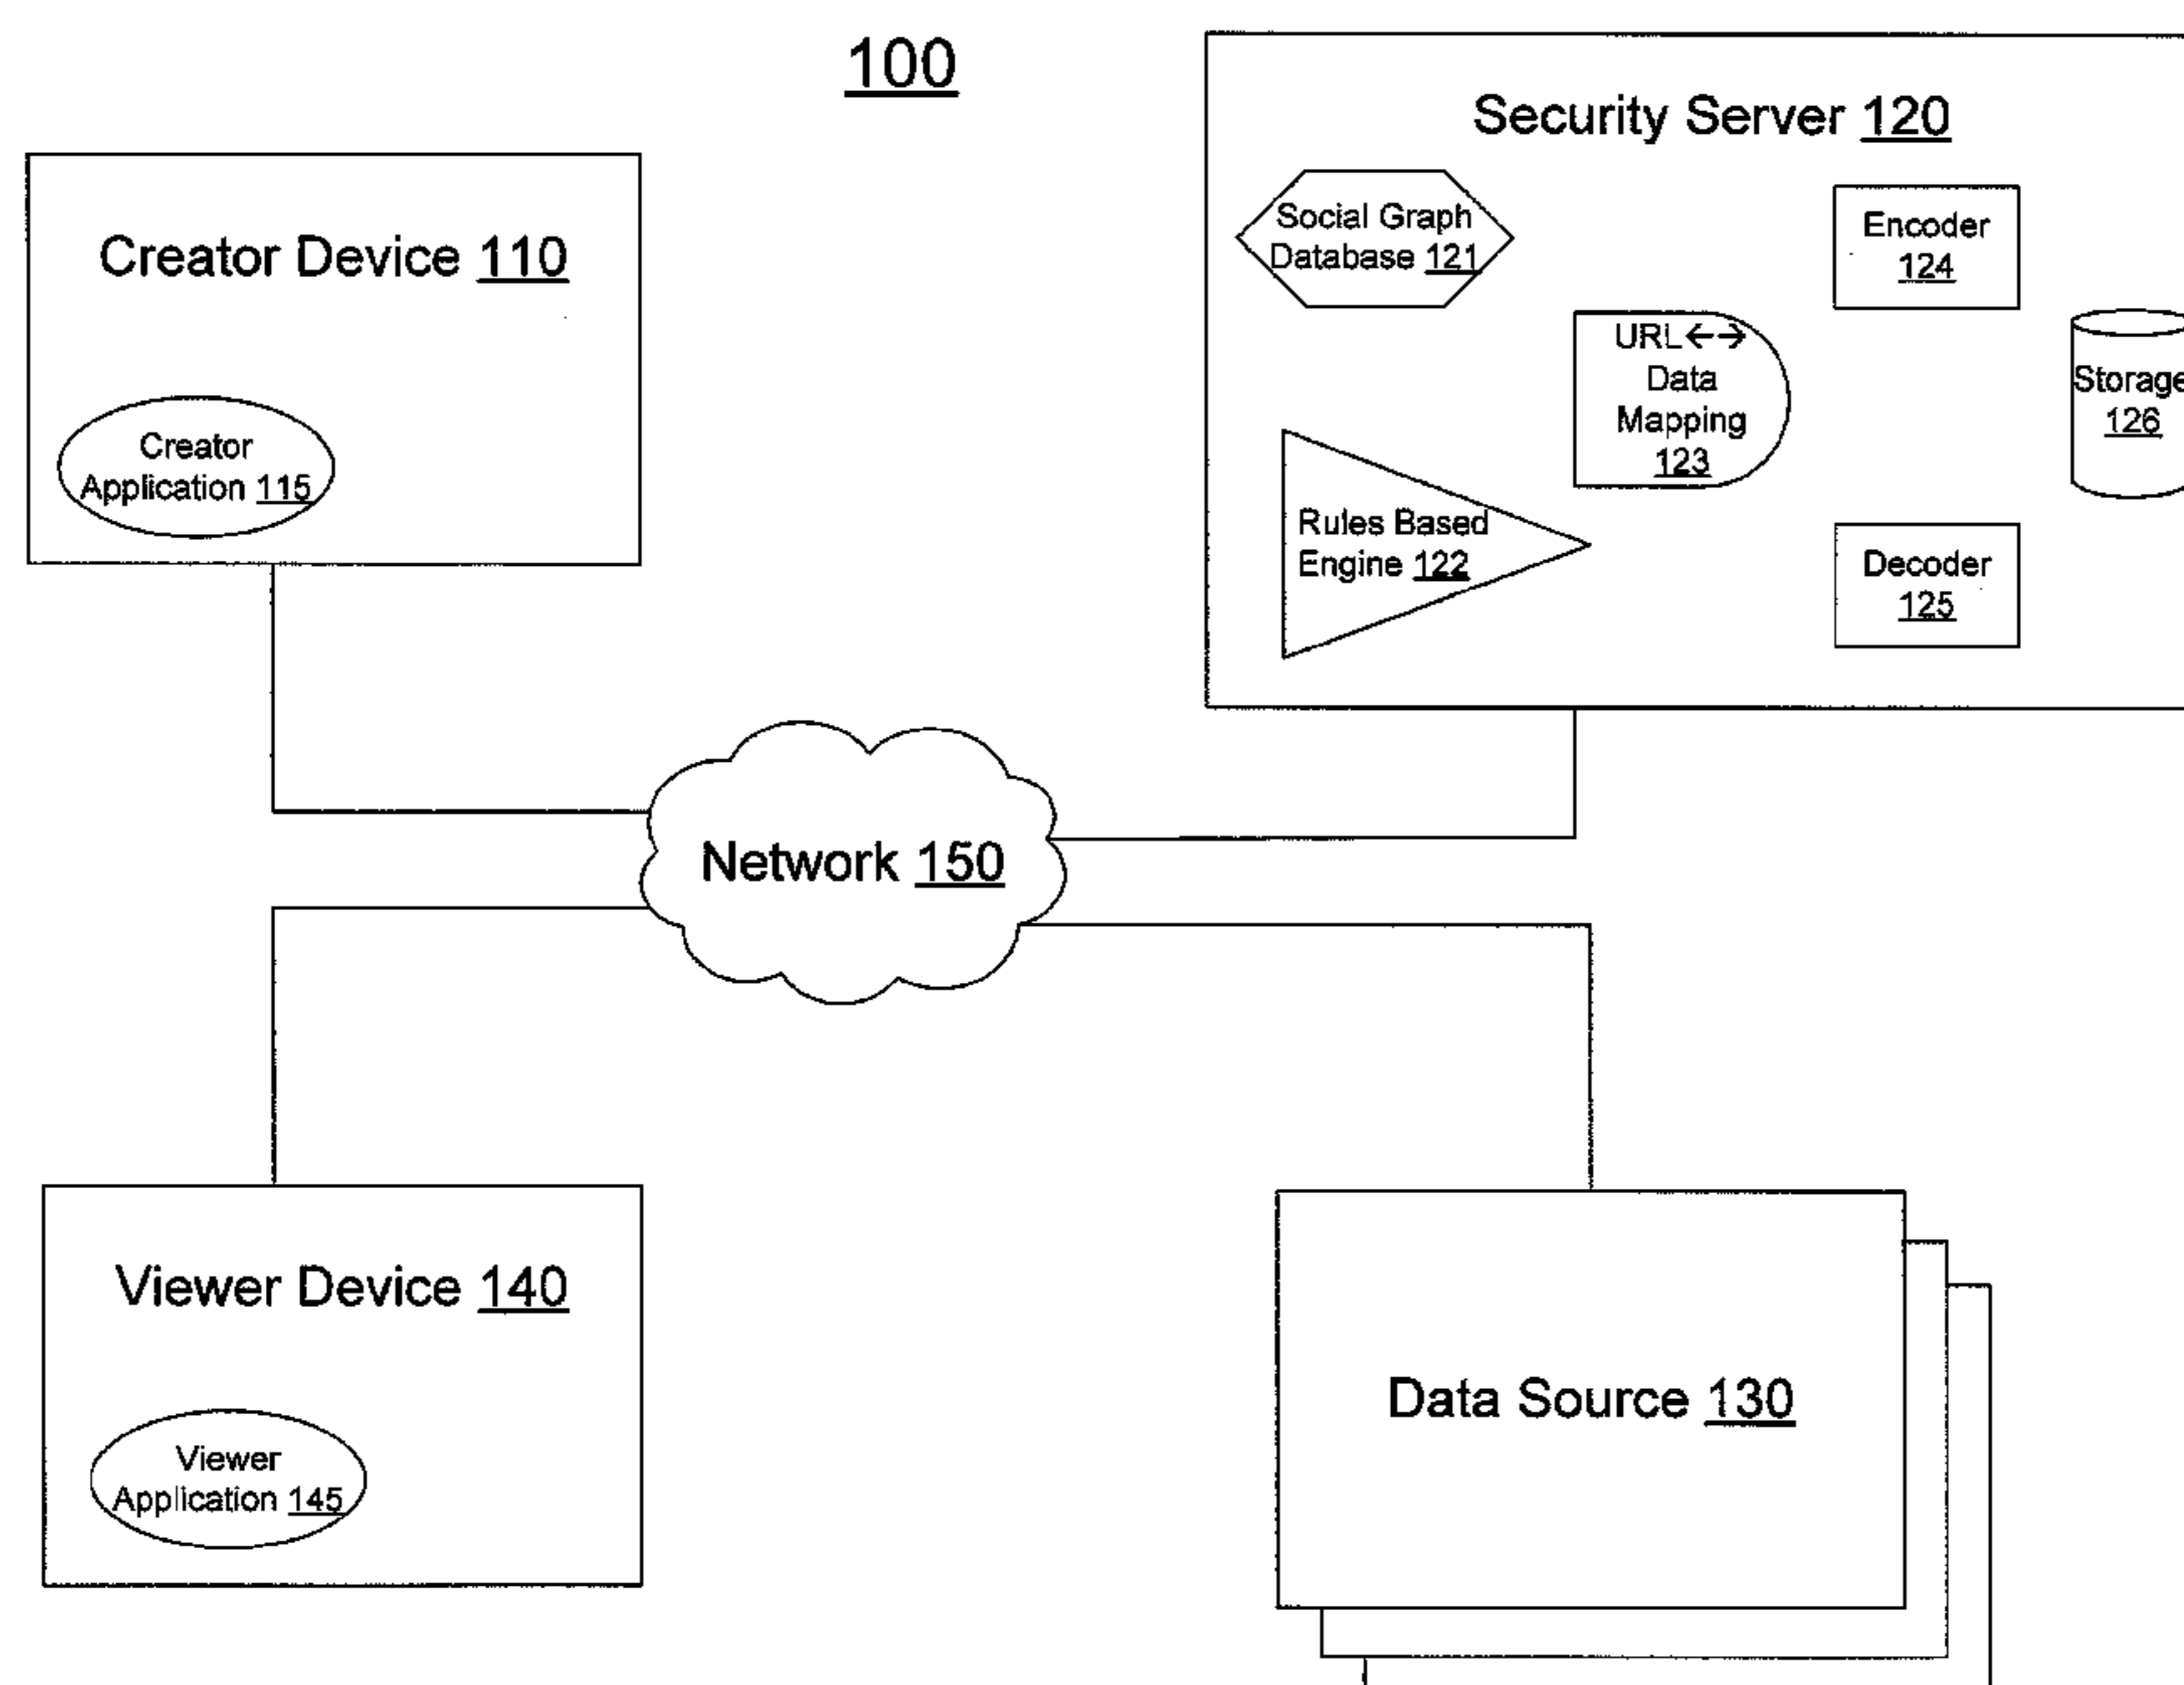 100
Security Server 120
Creator Device 110
Social Graph
Database 121
Encoder
124
URL←→
Data
Mapping
123
Storage
126
Creator
Application 115
Rules Based
Engine 122
Decoder
125
Network 150
Viewer Device 140
Data Source 130
Viewer
Application 145